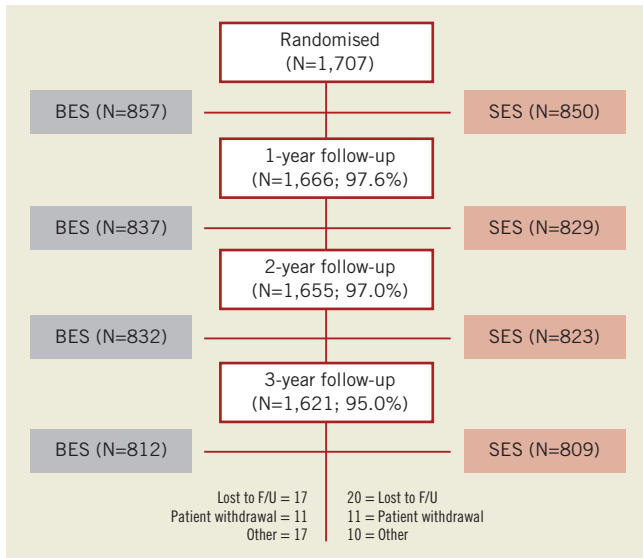 Randomised
(N=1,707)
BES (N=857)
SES (N=850)
1-year follow-up
(N=1,666; 97.6%)
BES (N=837)
SES (N=829)
2-year follow-up
(N=1,655; 97.0%)
BES (N=832)
SES (N=823)
3-year follow-up
(N=1,621; 95.0%)
BES (N=812)
SES (N=809)
Lost to F/U = 17
20 = Lost to F/U
Patient withdrawal = 11
11 = Patient withdrawal
Other = 17
10 = Other